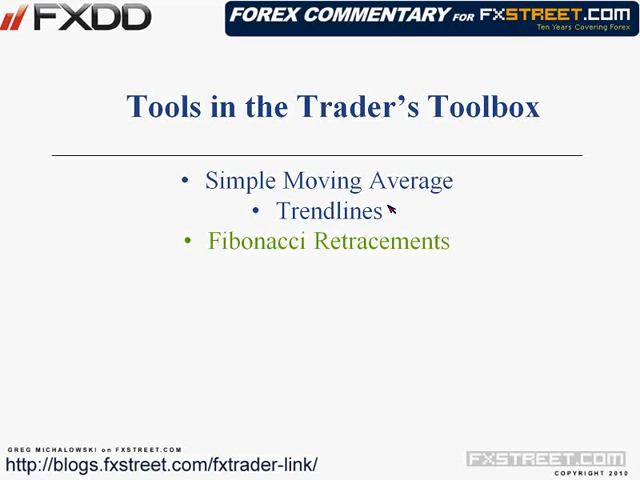 FXDD
FOREX COMMENTARY FOR FXSTREET.COM
Ten Years Covering Forex
Tools in the Trader's Toolbox
• Simple Moving Average
• Trendlines
• Fibonacci Retracements
GREG MICHALOWSKI on FXSTREET.COM
http://blogs.fxstreet.com/fxtrader-link/
FXSTREET.COM
COPYRIGHT 2010